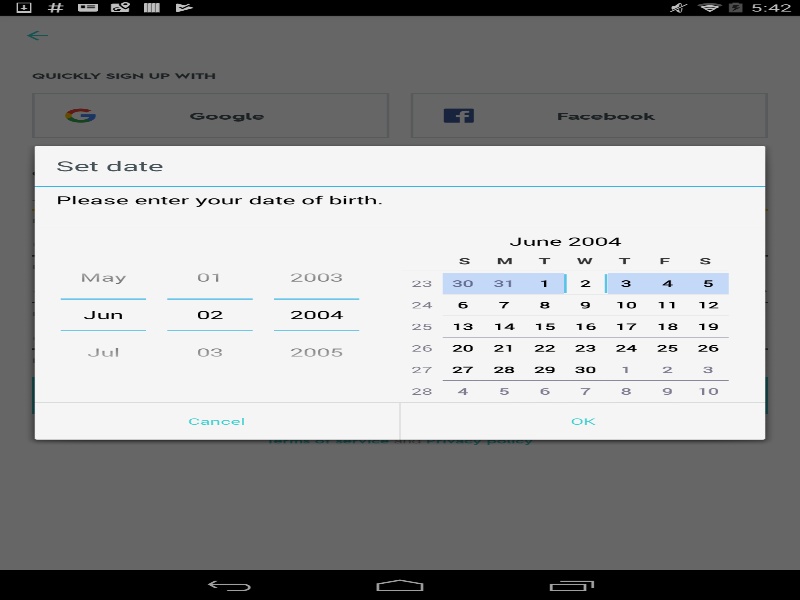 5:42
QUICKLY SIGN UP WITH
Google
Facebook
Set date
Please enter your date of birth.
May 01 2003
Jun 02 2004
Jul 03 2005
June 2004
S M T W T F S
23 30 31 1 2 3 4 5
24 6 7 8 9 10 11 12
25 13 14 15 16 17 18 19
26 20 21 22 23 24 25 26
27 27 28 29 30 1 2 3
28 4 5 6 7 8 9 10
Cancel
OK
Terms of service and Privacy policy